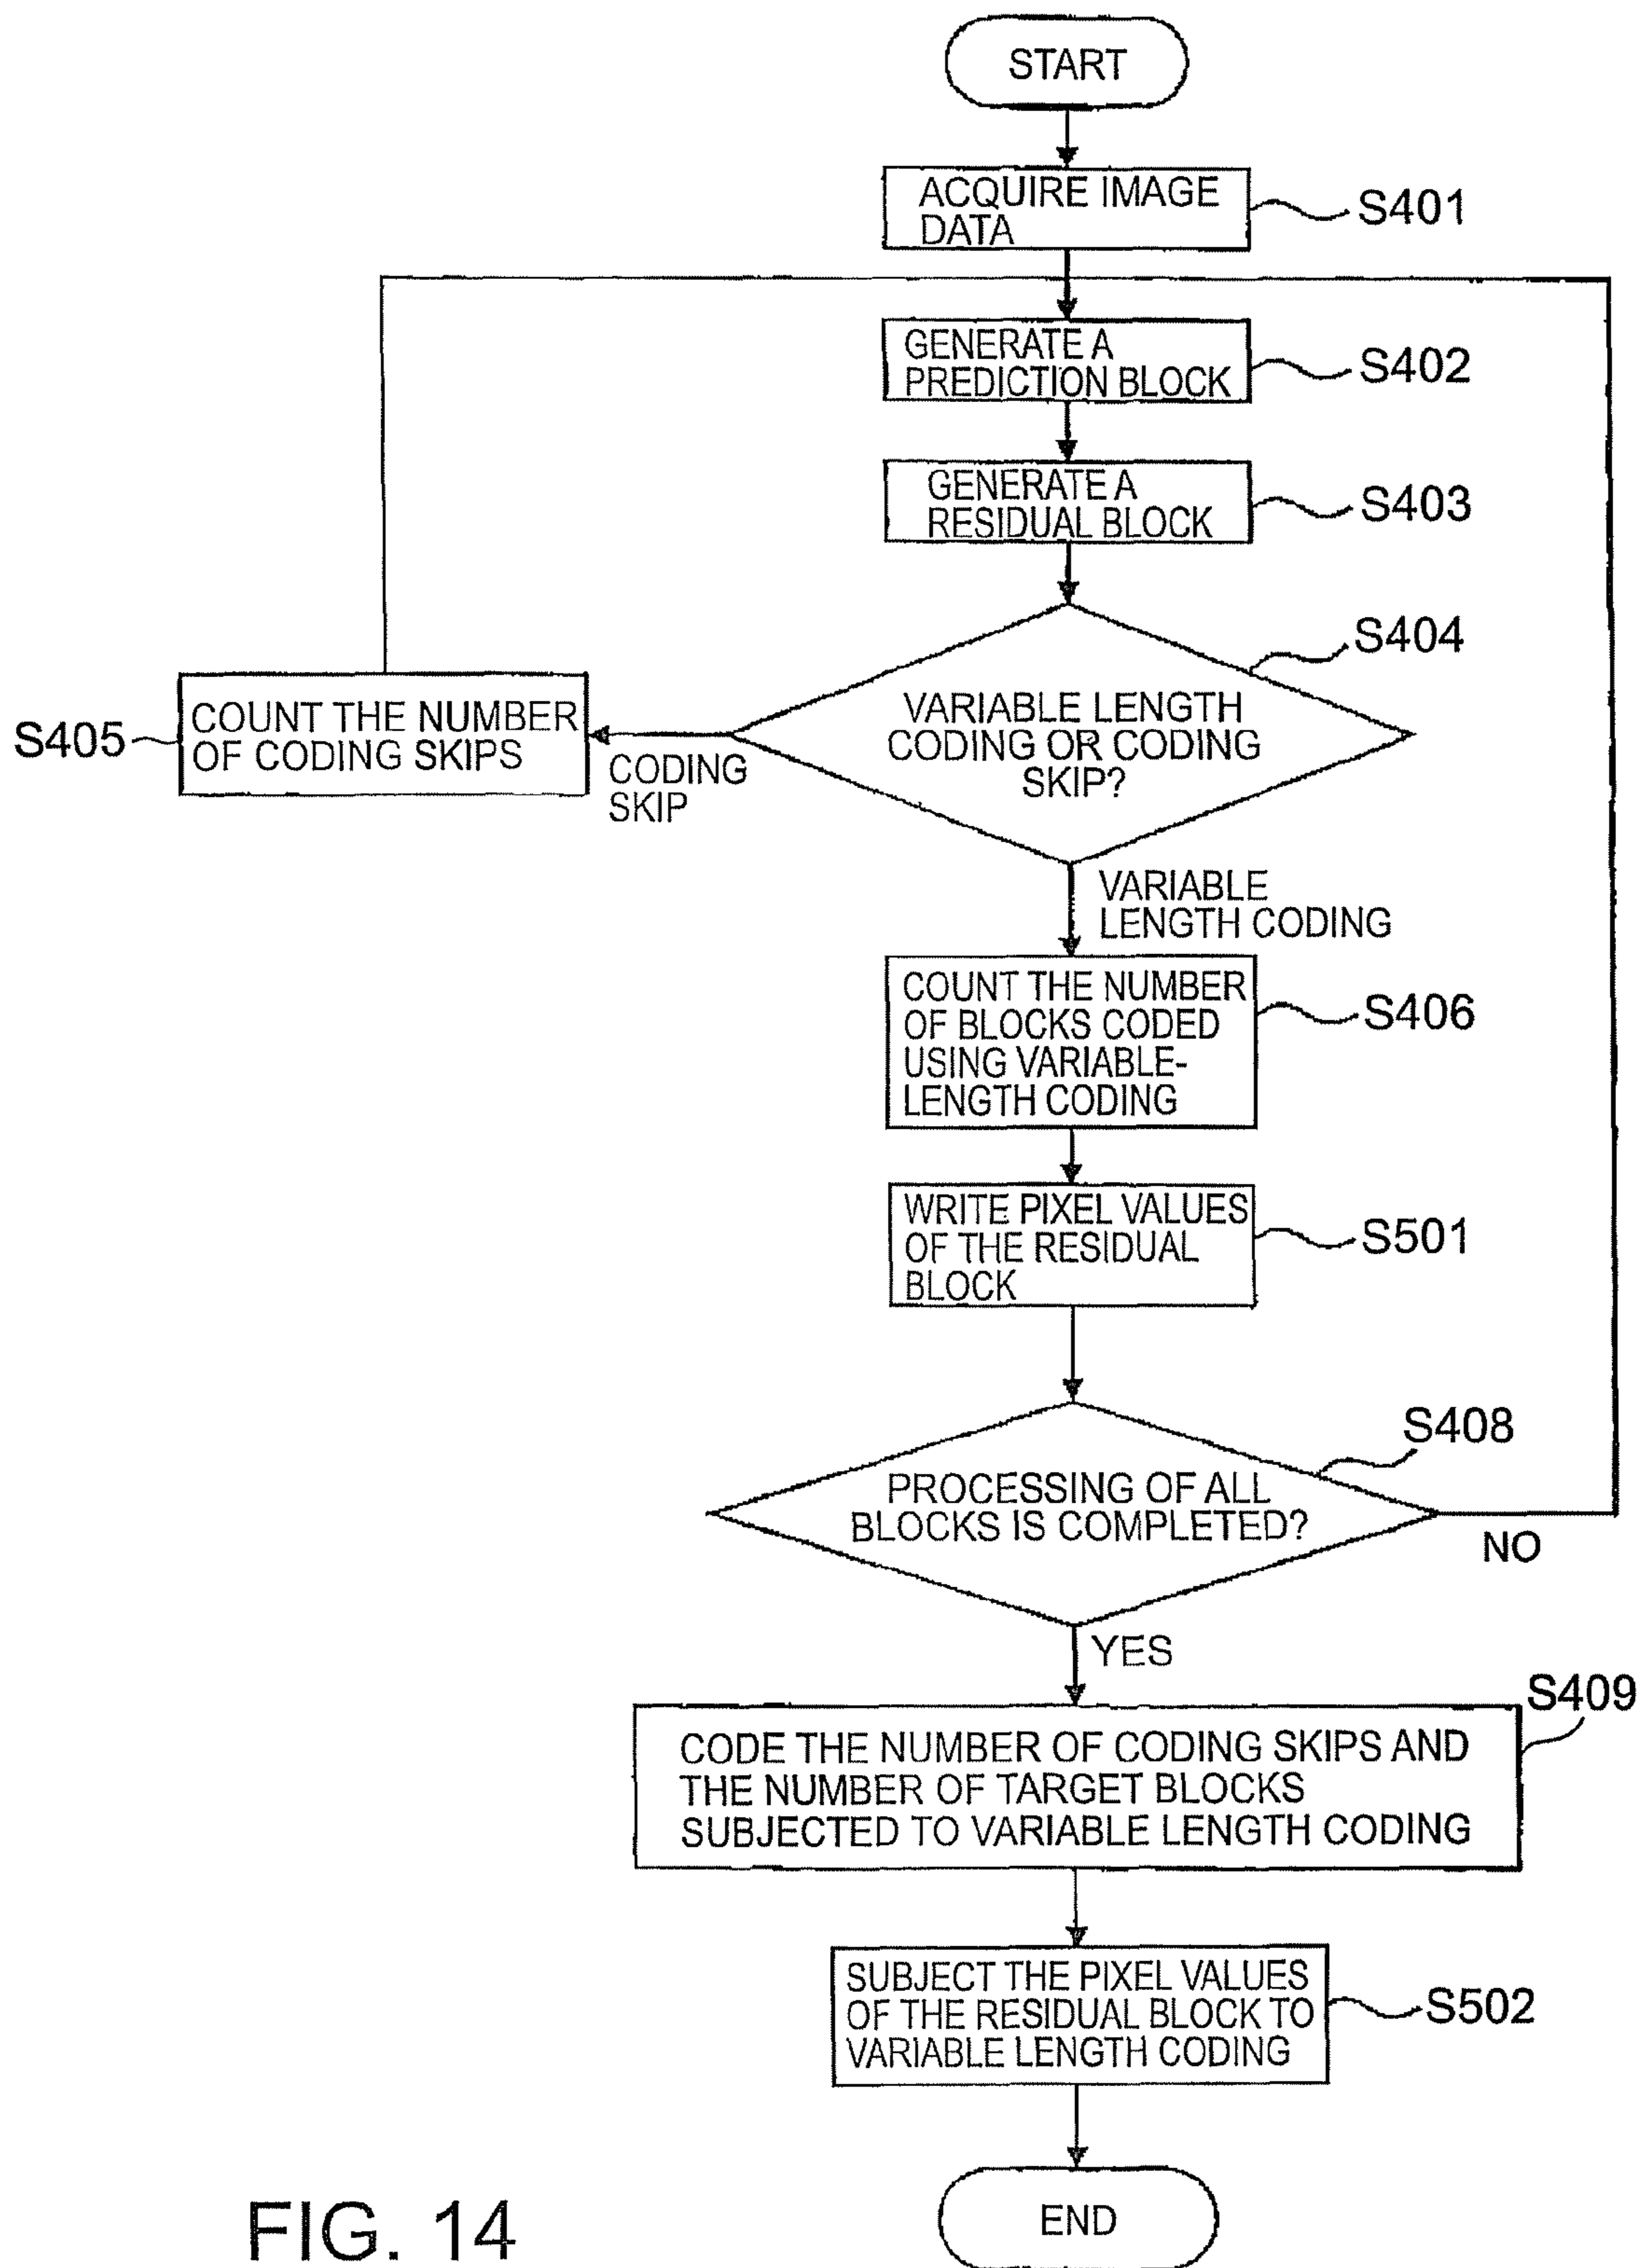 START
ACQUIRE IMAGE
DATA
S401
GENERATE A
PREDICTION BLOCK
S402
GENERATE A
RESIDUAL BLOCK
S403
S404
VARIABLE LENGTH
CODING OR CODING
SKIP?
S405
COUNT THE NUMBER
OF CODING SKIPS
CODING
SKIP
VARIABLE
LENGTH CODING
COUNT THE NUMBER
OF BLOCKS CODED
USING VARIABLE-
LENGTH CODING
S406
WRITE PIXEL VALUES
OF THE RESIDUAL
BLOCK
S501
S408
PROCESSING OF ALL
BLOCKS IS COMPLETED?
NO
YES
S409
CODE THE NUMBER OF CODING SKIPS AND
THE NUMBER OF TARGET BLOCKS
SUBJECTED TO VARIABLE LENGTH CODING
SUBJECT THE PIXEL VALUES
OF THE RESIDUAL BLOCK TO
VARIABLE LENGTH CODING
S502
END
FIG. 14